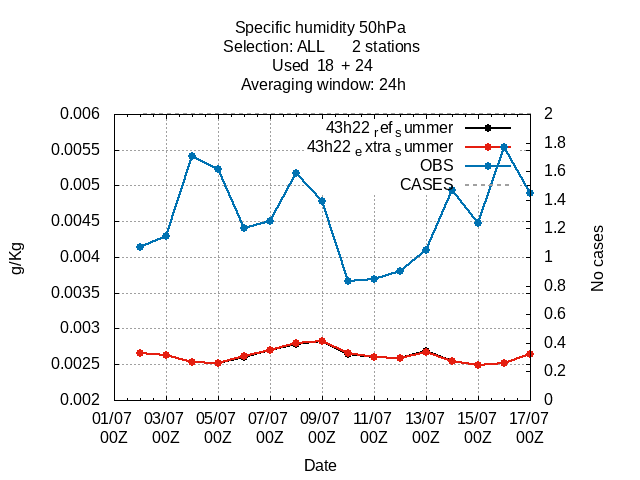 Specific humidity 50hPa
Selection: ALL 2 stations
Used 18 + 24
Averaging window: 24h
43h22ᵣefₛummer
43h22ₑxtraₛummer
OBS
CASES
0.006
0.0055
0.005
0.0045
0.004
0.0035
0.003
0.0025
0.002
g/Kg
2
1.8
1.6
1.4
1.2
1
0.8
0.6
0.4
0.2
0
No cases
01/07 03/07 05/07 07/07 09/07 11/07 13/07 15/07 17/07
00Z 00Z 00Z 00Z 00Z 00Z 00Z 00Z 00Z
Date